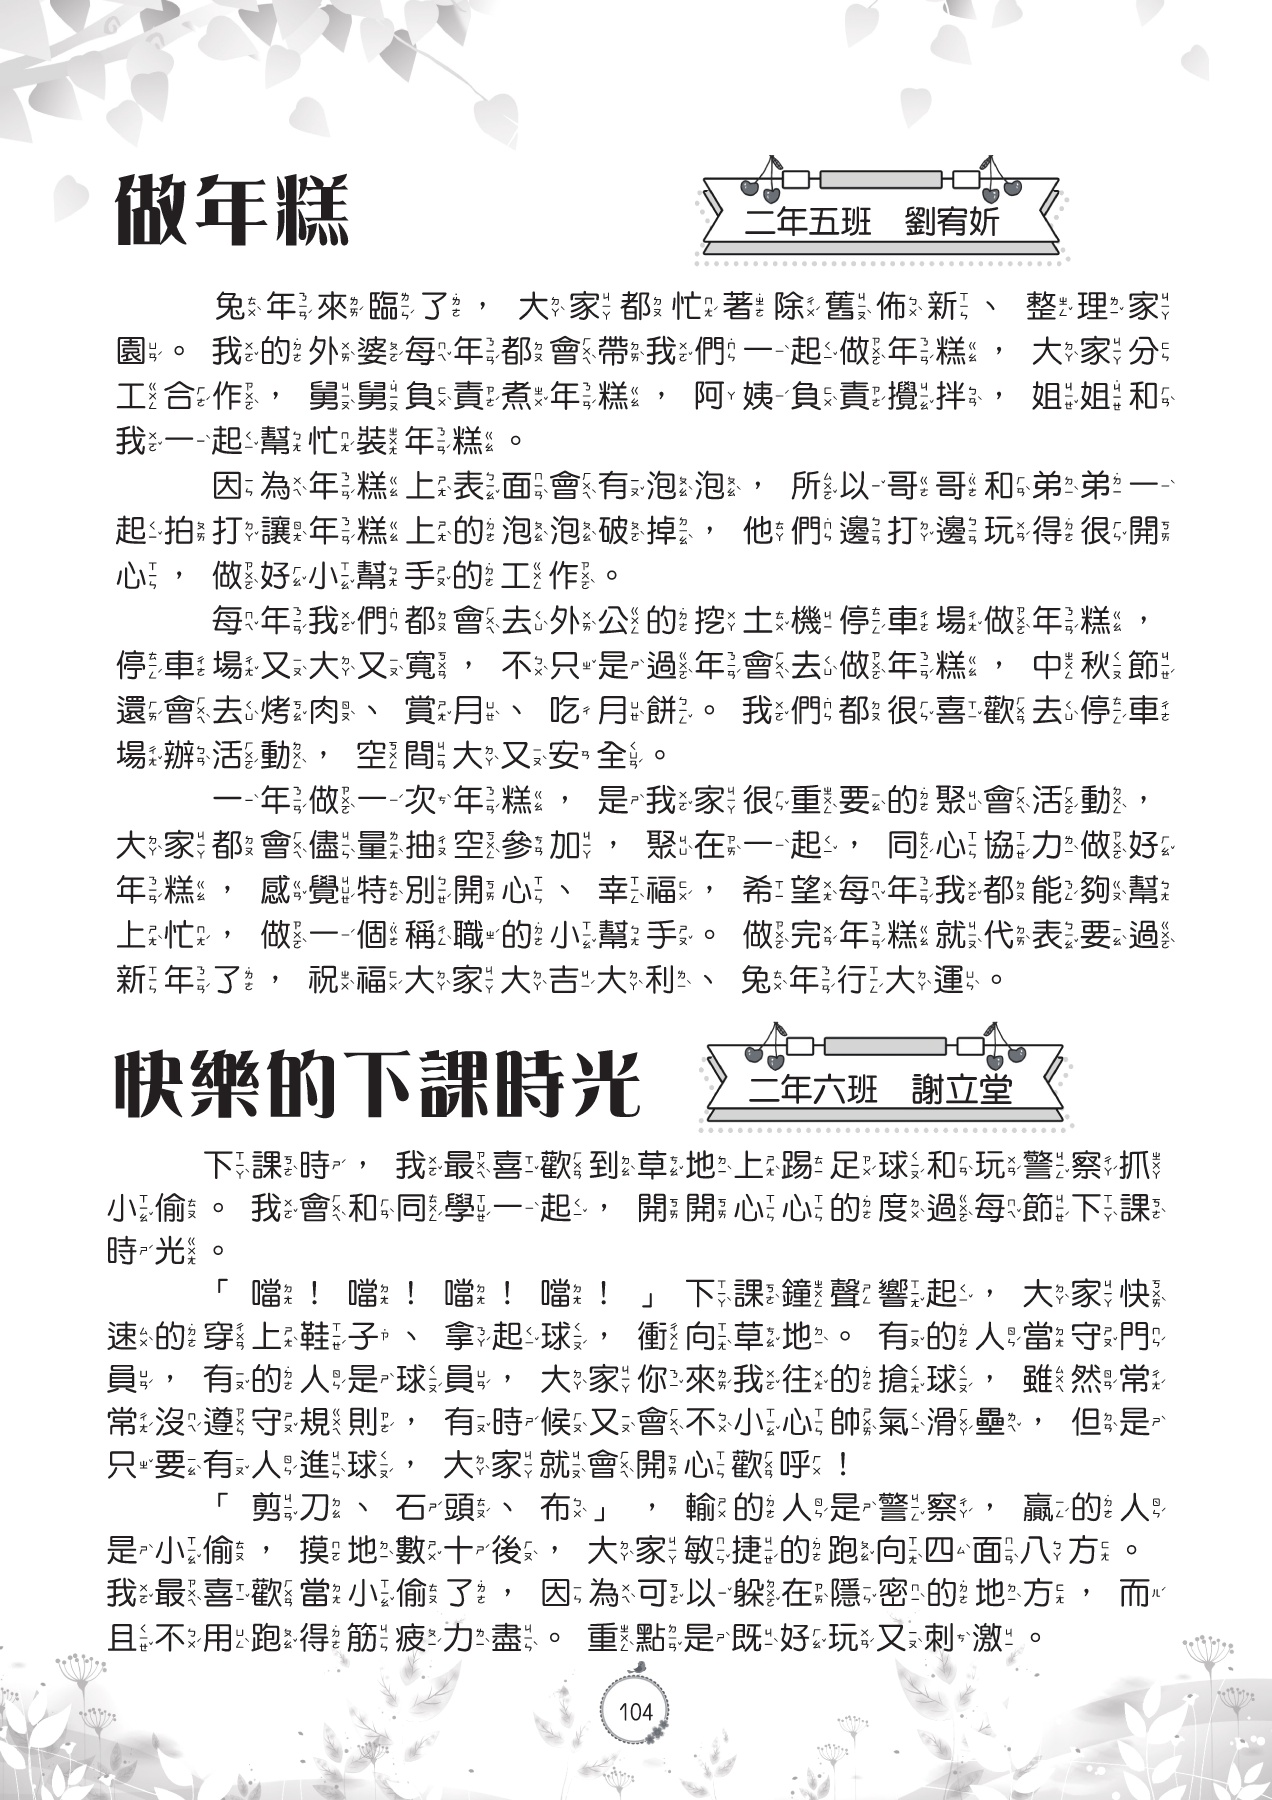 做年糕
二年五班　劉宥妡
兔年來臨了，大家都忙著除舊佈新、整理家
園。我的外婆每年都會帶我們一起做年糕，大家分
工合作，舅舅負責煮年糕，阿姨負責攪拌，姐姐和
我一起幫忙裝年糕。
因為年糕上表面會有泡泡，所以哥哥和弟弟一
起拍打讓年糕上的泡泡破掉，他們邊打邊玩得很開
心，做好小幫手的工作。
每年我們都會去外公的挖土機停車場做年糕，
停車場又大又寬，不只是過年會去做年糕，中秋節
還會去烤肉、賞月、吃月餅。我們都很喜歡去停車
場辦活動，空間大又安全。
一年做一次年糕，是我家很重要的聚會活動，
大家都會儘量抽空參加，聚在一起，同心協力做好
年糕，感覺特別開心、幸福，希望每年我都能夠幫
上忙，做一個稱職的小幫手。做完年糕就代表要過
新年了，祝福大家大吉大利、兔年行大運。
快樂的下課時光
二年六班　謝立堂
下課時，我最喜歡到草地上踢足球和玩警察抓
小偷。我會和同學一起，開開心心的度過每節下課
時光。
「噹！噹！噹！噹！」下課鐘聲響起，大家快
速的穿上鞋子、拿起球，衝向草地。有的人當守門
員，有的人是球員，大家你來我往的搶球，雖然常
常沒遵守規則，有時候又會不小心帥氣滑壘，但是
只要有人進球，大家就會開心歡呼！
「剪刀、石頭、布」，輸的人是警察，贏的人
是小偷，摸地數十後，大家敏捷的跑向四面八方。
我最喜歡當小偷了，因為可以躲在隱密的地方，而
且不用跑得筋疲力盡。重點是既好玩又刺激。
104